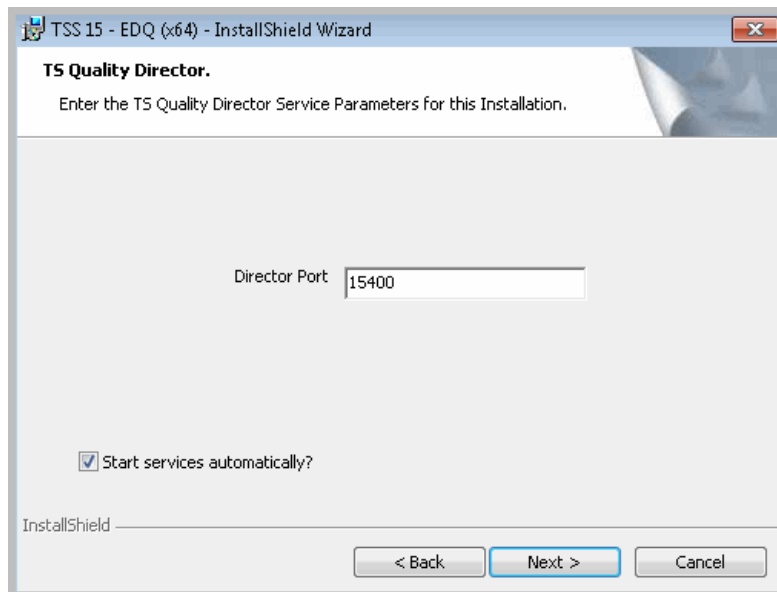 TSS 15 - EDQ (x64) - InstallShield Wizard
TS Quality Director.
Enter the TS Quality Director Service Parameters for this Installation.
Director Port
15400
Start services automatically?
InstallShield
< Back
Next >
Cancel